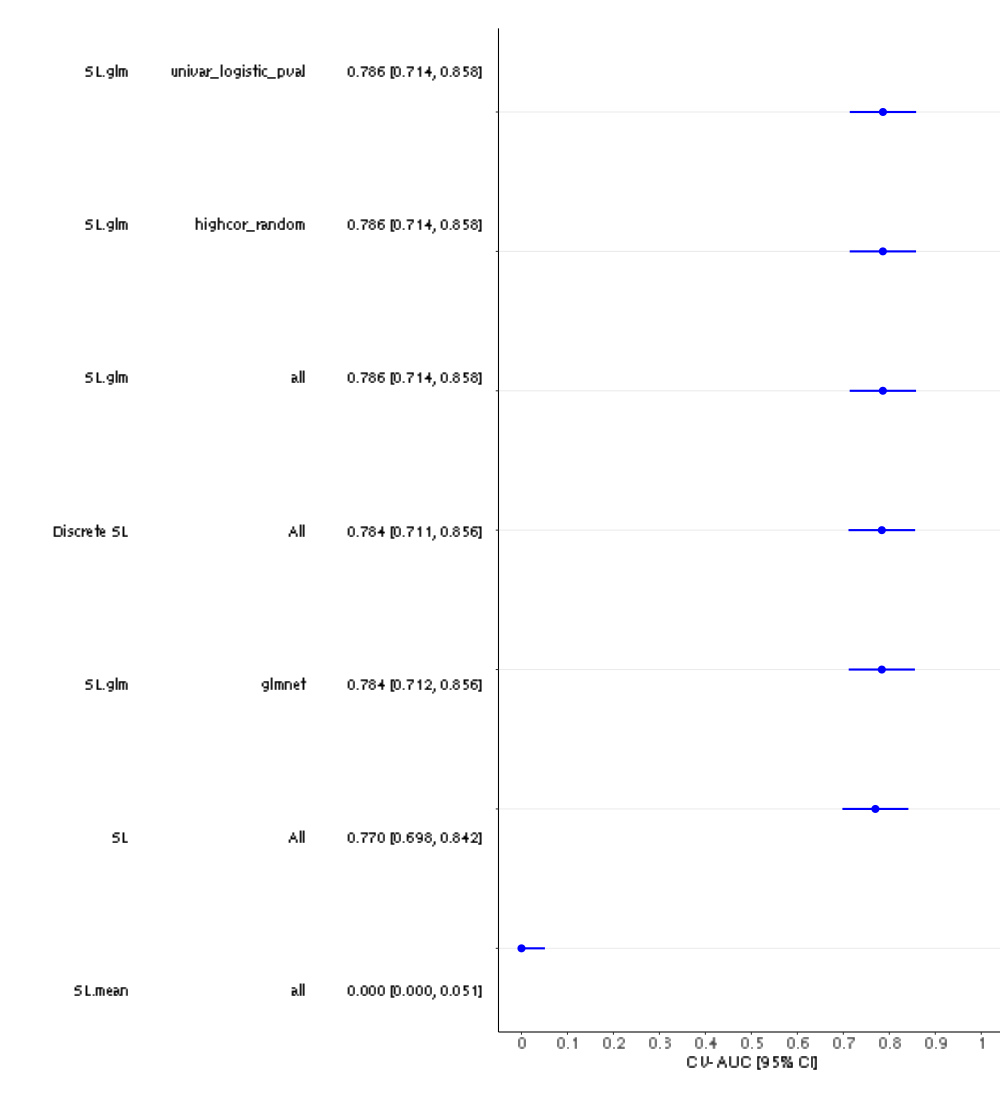 SL.glm univar_logistic_pval 0.786 [0.714, 0.858]
SL.glm highcor_random 0.786 [0.714, 0.858]
SL.glm all 0.786 [0.714, 0.858]
Discrete SL All 0.784 [0.711, 0.856]
SL.glm glmnet 0.784 [0.712, 0.856]
SL All 0.770 [0.698, 0.842]
SL.mean all 0.000 [0.000, 0.051]
0 0.1 0.2 0.3 0.4 0.5 0.6 0.7 0.8 0.9 1
CV-AUC [95% CI]